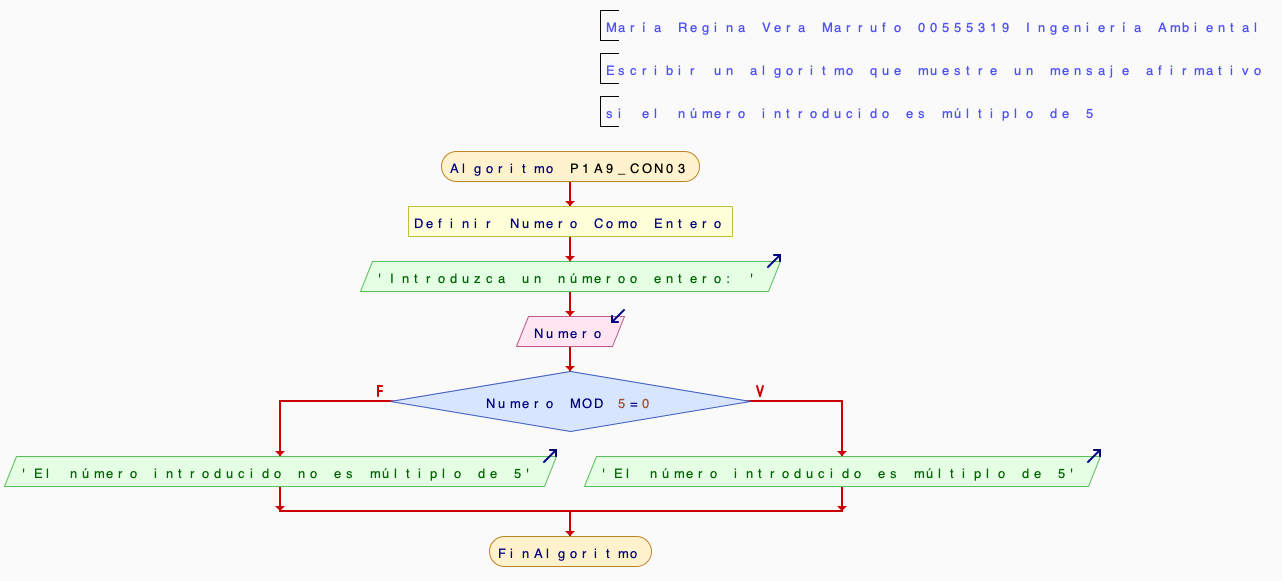 María Regina Vera Marrufo 00555319 Ingeniería Ambiental
Escribir un algoritmo que muestre un mensaje afirmativo
si el número introducido es múltiplo de 5
Algoritmo P1A9_CON03
Definir Numero Como Entero
'Introduzca un númeroo entero: '
Numero
F
V
Numero MOD 5=0
'El número introducido no es múltiplo de 5'
'El número introducido es múltiplo de 5'
FinAlgoritmo